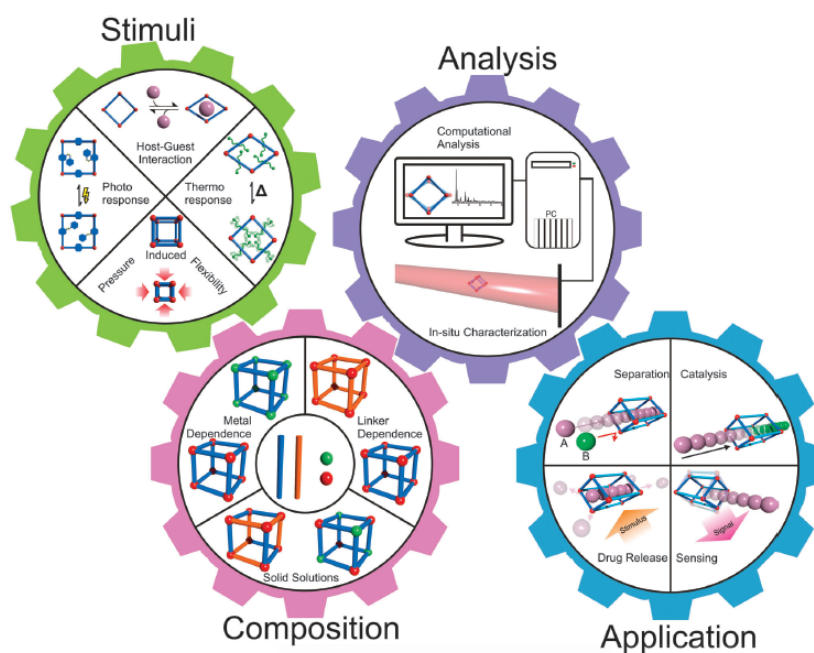 Stimuli
Host-Guest
Interaction
Photo
response
Thermo
response
Δ
Induced
Pressure
Flexibility
Analysis
Computational
Analysis
PC
In-situ Characterization
Metal
Dependence
Linker
Dependence
Solid Solutions
Composition
Separation
Catalysis
A
B
Stimulus
Signal
Drug Release
Sensing
Application